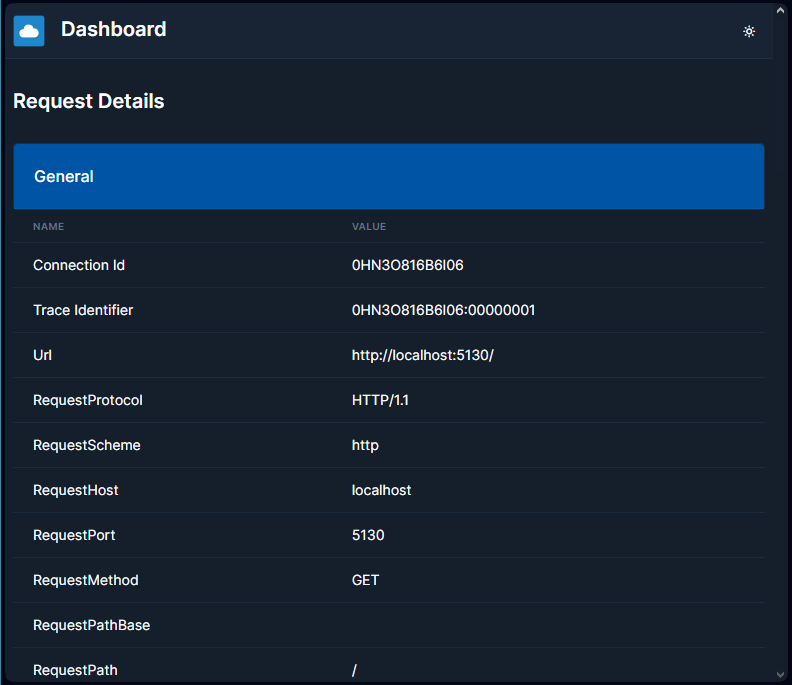 Dashboard
Request Details
General
NAME VALUE
Connection Id 0HN3O816B6I06
Trace Identifier 0HN3O816B6I06:00000001
Url http://localhost:5130/
RequestProtocol HTTP/1.1
RequestScheme http
RequestHost localhost
RequestPort 5130
RequestMethod GET
RequestPathBase
RequestPath /